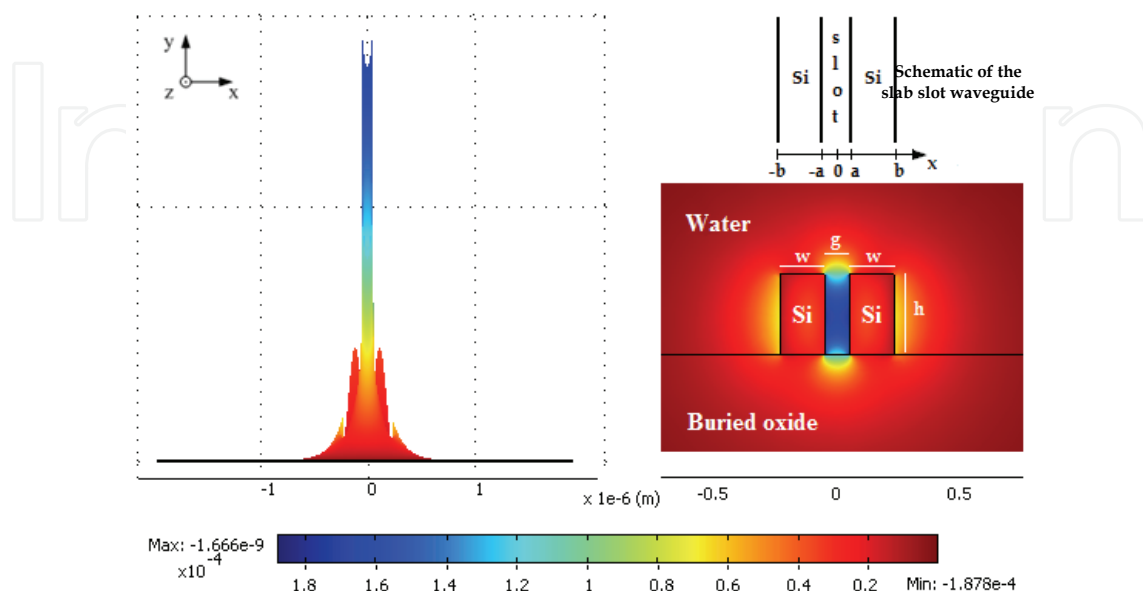 y
z
x
-1
0
1
x 1e-6 (m)
s
l
o
t
Si
Si
Schematic of the
slab slot waveguide
-b
-a
0
a
b
x
Water
g
w
w
Si
Si
h
Buried oxide
-0.5
0
0.5
Max: -1.666e-9
x10⁻⁴
1.8
1.6
1.4
1.2
1
0.8
0.6
0.4
0.2
Min: -1.878e-4